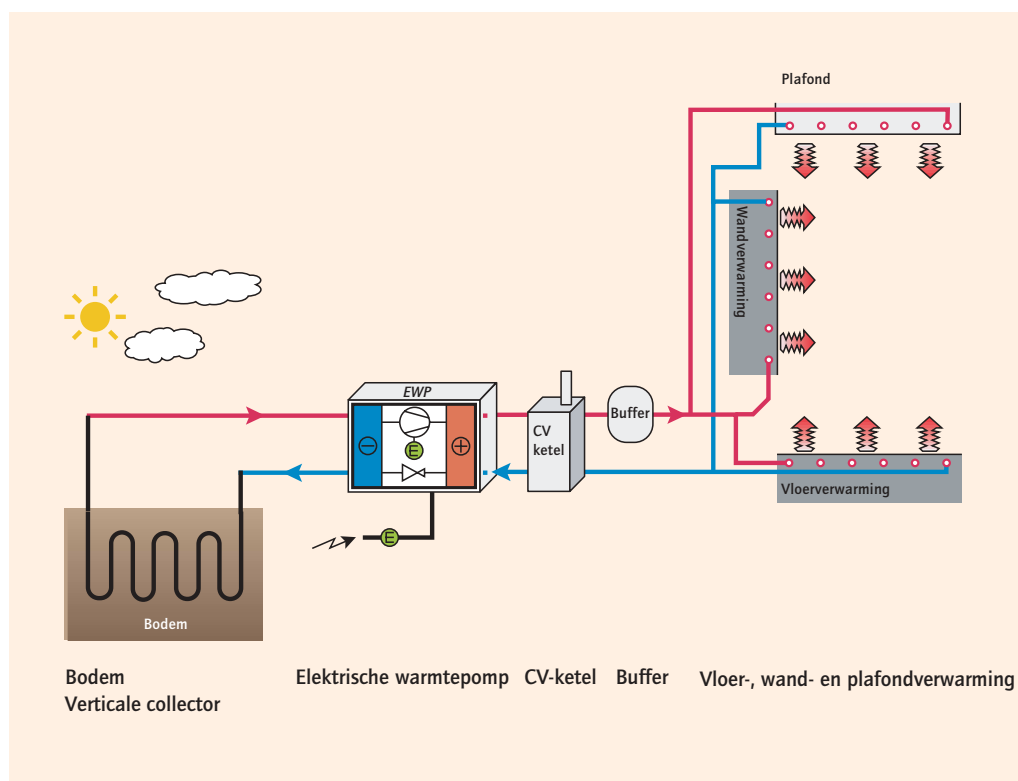 Plafond
Wandverwarming
EWP
CV
ketel
Buffer
E
Vloerverwarming
E
Bodem
Bodem
Verticale collector
Elektrische warmtepomp
CV-ketel
Buffer
Vloer-, wand- en plafondverwarming